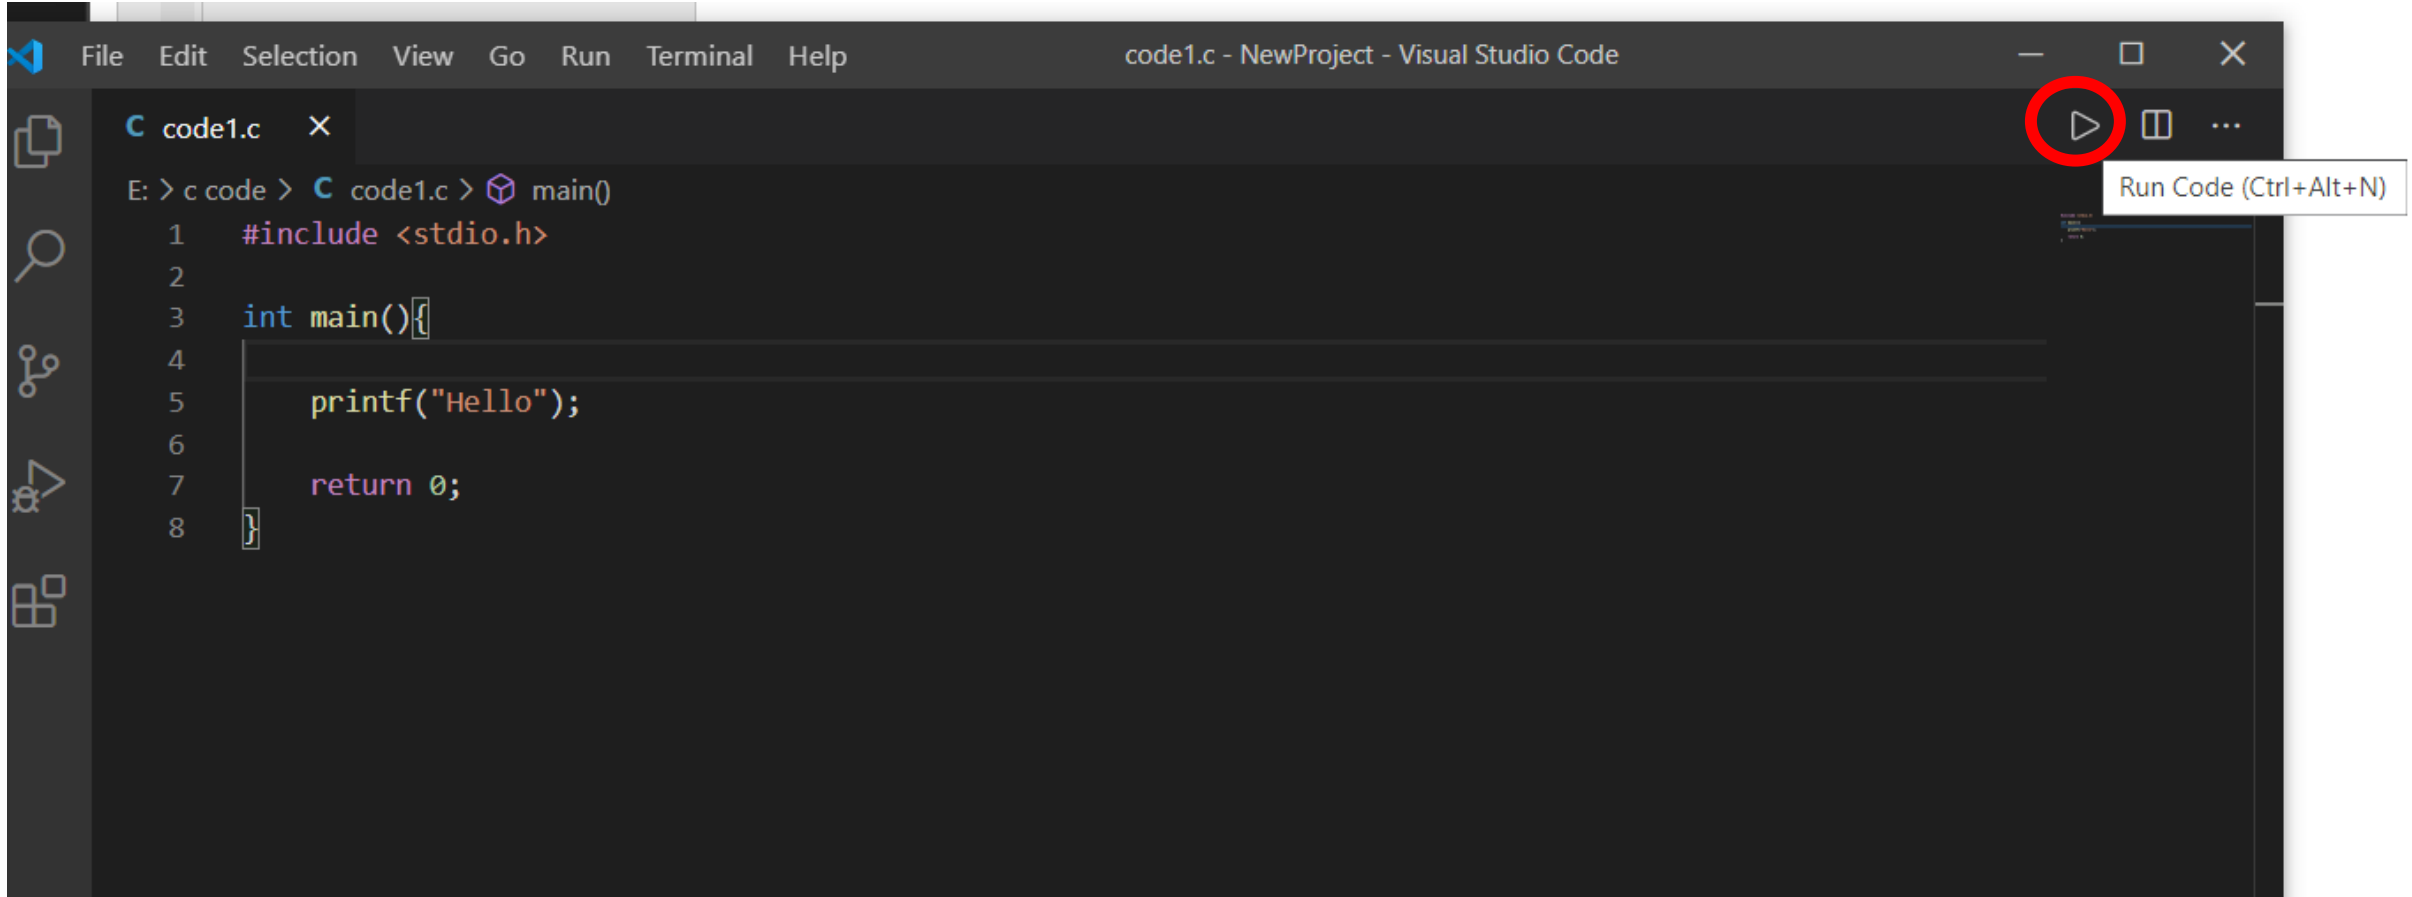 File Edit Selection View Go Run Terminal Help code1.c - NewProject - Visual Studio Code
C code1.c
Run Code (Ctrl+Alt+N)
E: > c code > C code1.c > main()
1 #include <stdio.h>
2
3 int main(){
4
5 printf("Hello");
6
7 return 0;
8 }